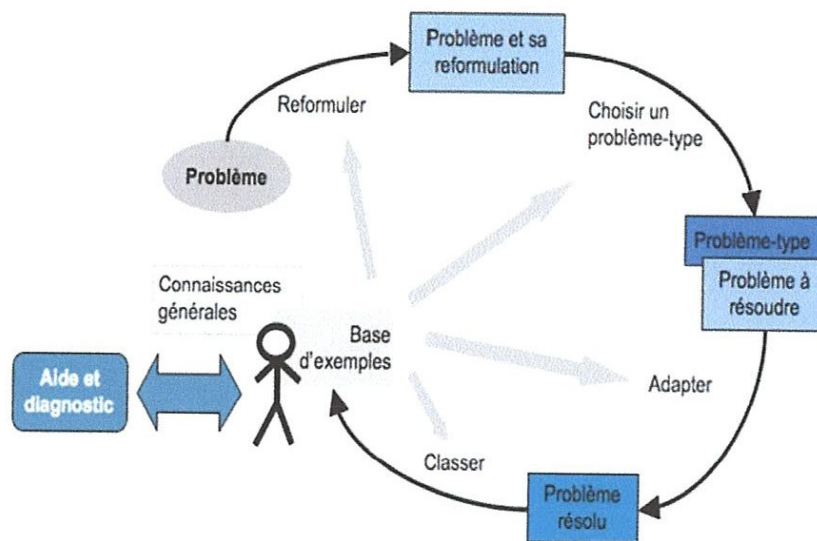 Problème et sa
reformulation
Reformuler
Choisir un
problème-type
Problème
Problème-type
Problème à
résoudre
Connaissances
générales
Base
d'exemples
Aide et
diagnostic
Adapter
Classer
Problème
résolu